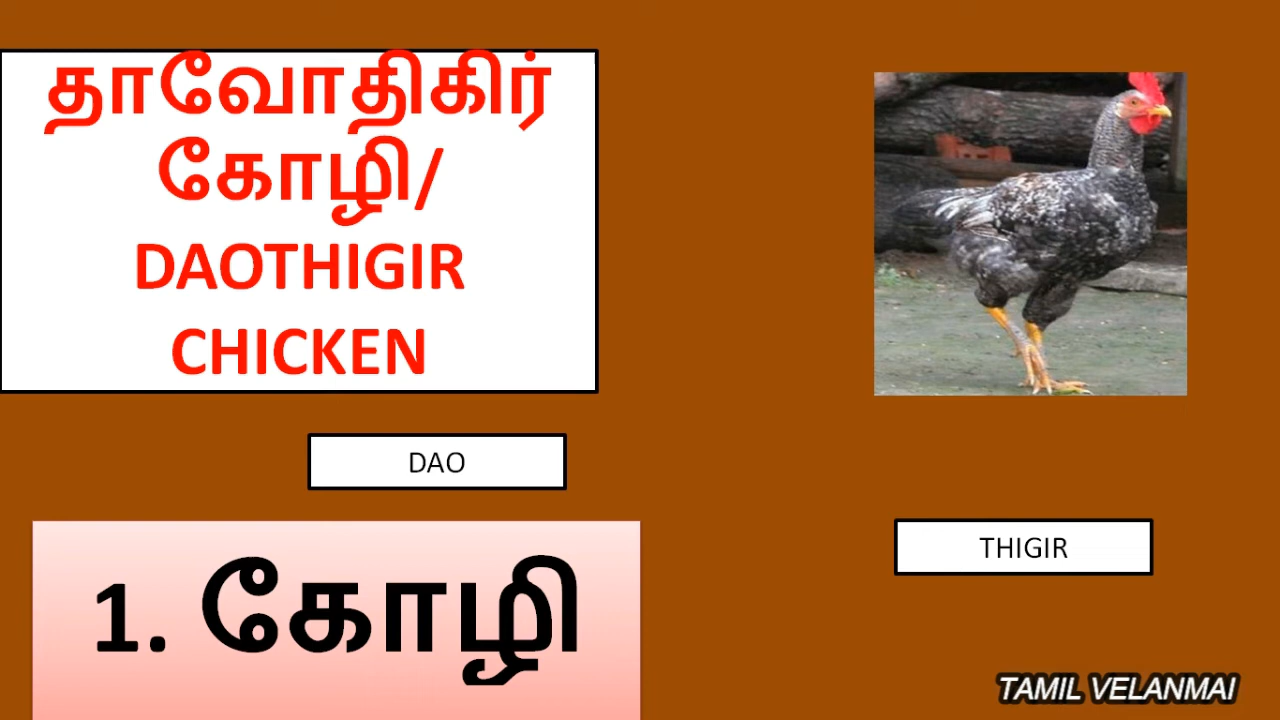 தாவோதிகிர்
கோழி/
DAOTHIGIR
CHICKEN
DAO
THIGIR
1. கோழி
TAMIL VELANMAI